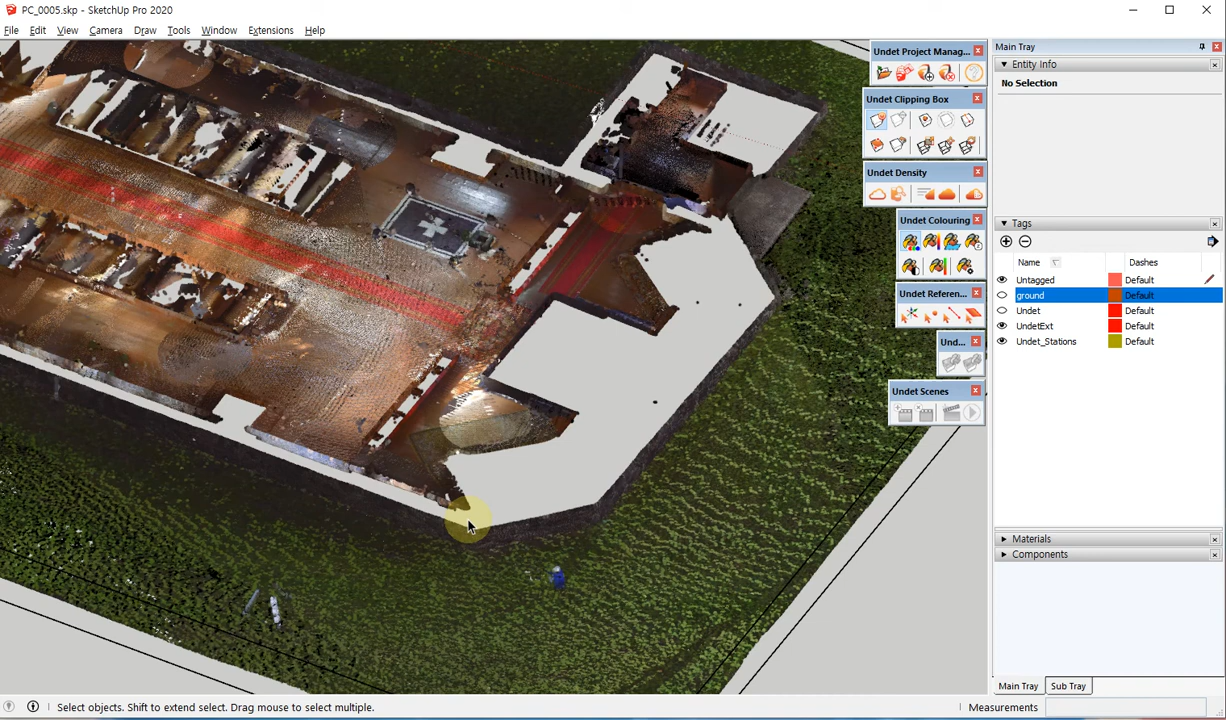 PC_0005.skp - SketchUp Pro 2020
File Edit View Camera Draw Tools Window Extensions Help
Undet Project Manag...
Undet Clipping Box
Undet Density
Undet Colouring
Undet Referen...
Und...
Undet Scenes
Main Tray
Entity Info
No Selection
Tags
Name Dashes
Untagged Default
ground Default
Undet Default
UndetExt Default
Undet_Stations Default
Materials
Components
Main Tray Sub Tray
Select objects. Shift to extend select. Drag mouse to select multiple.
Measurements